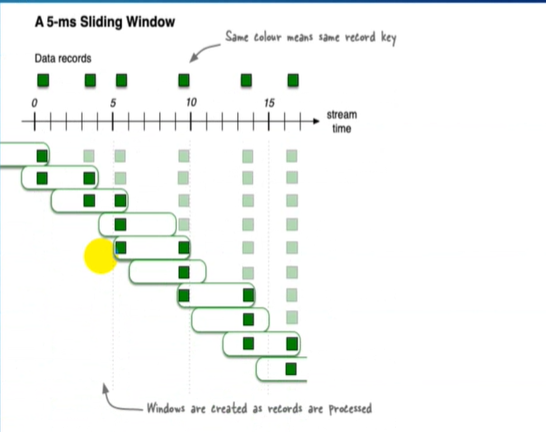 A 5-ms Sliding Window
Same colour means same record key
Data records
0 5 10 15
stream
time
Windows are created as records are processed